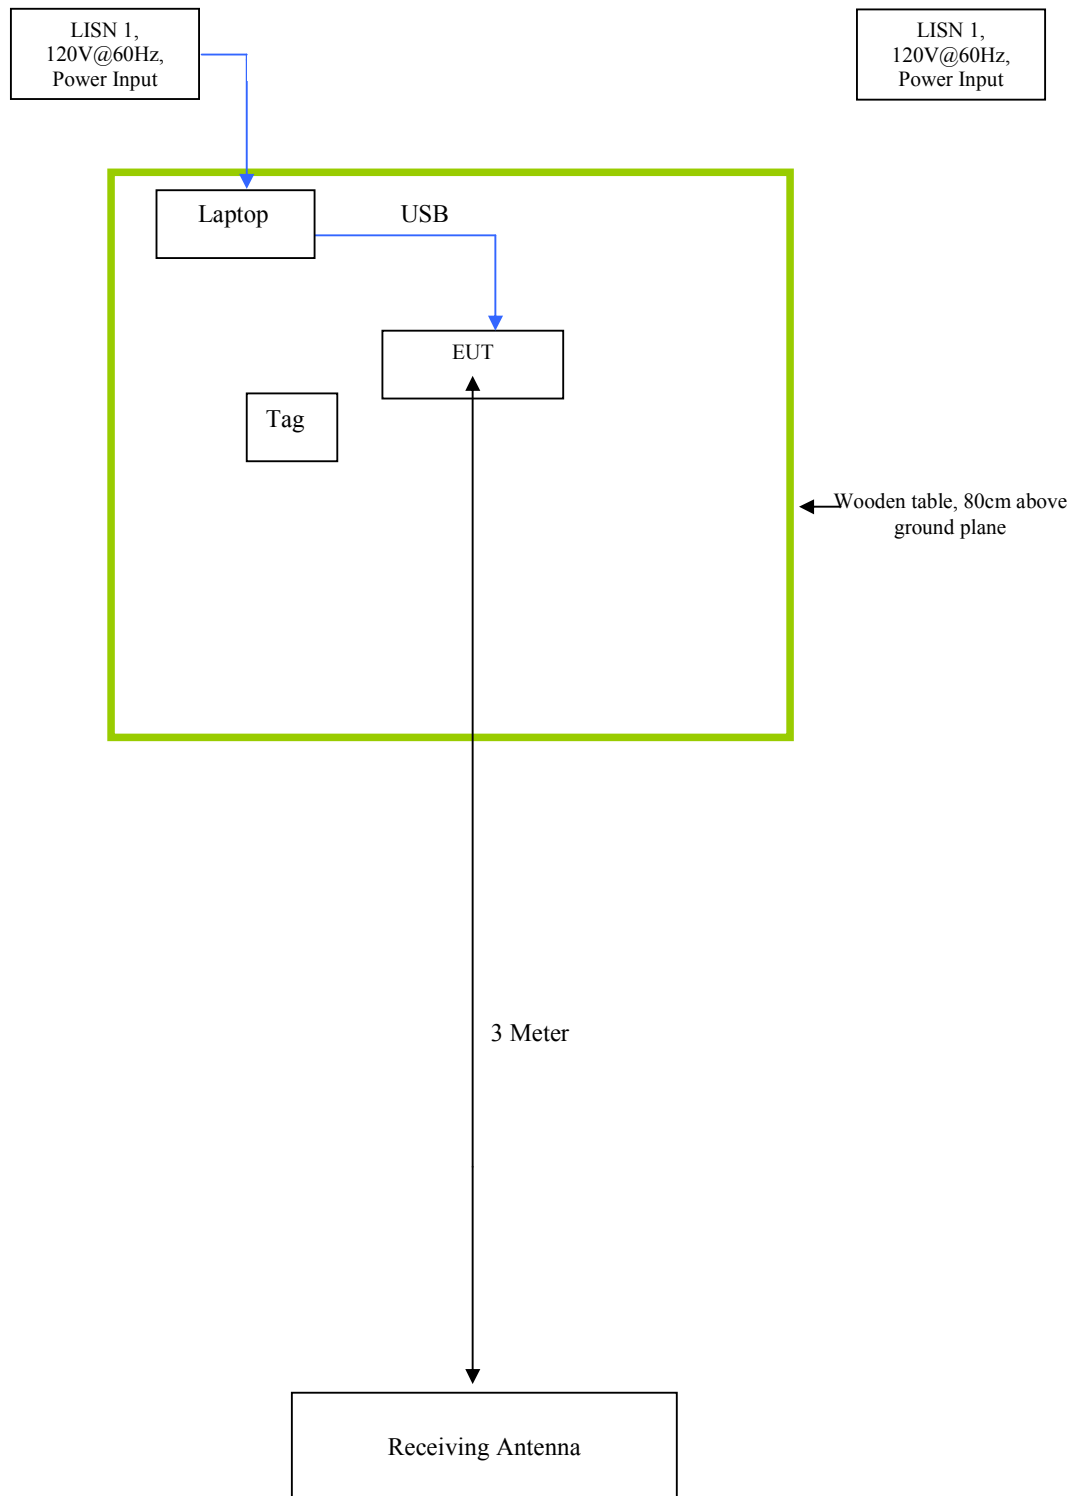 LISN 1,
120V@60Hz,
Power Input
LISN 1,
120V@60Hz,
Power Input
Laptop
USB
EUT
Tag
Wooden table, 80cm above
ground plane
3 Meter
Receiving Antenna